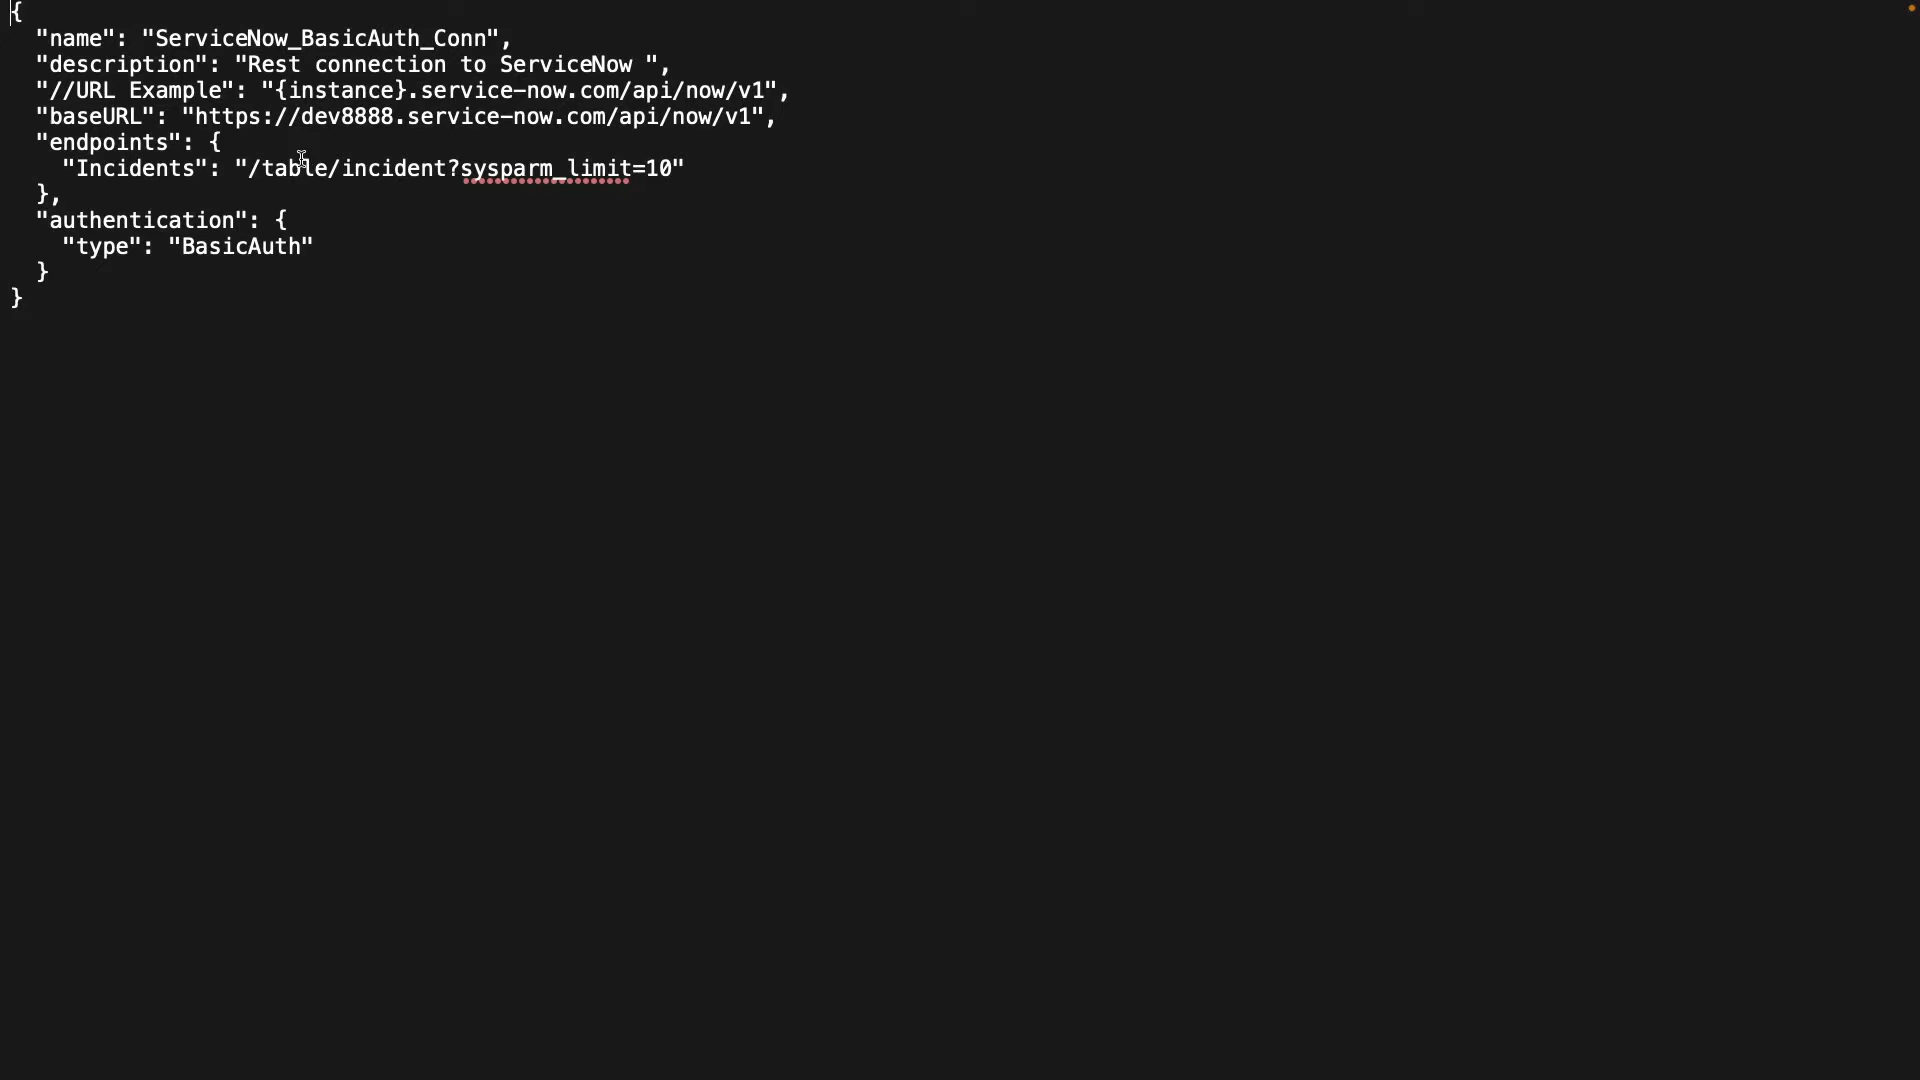 {
  "name": "ServiceNow_BasicAuth_Conn",
  "description": "Rest connection to ServiceNow ",
  "//URL Example": "{instance}.service-now.com/api/now/v1",
  "baseURL": "https://dev8888.service-now.com/api/now/v1",
  "endpoints": {
    "Incidents": "/table/incident?sysparm_limit=10"
  },
  "authentication": {
    "type": "BasicAuth"
  }
}